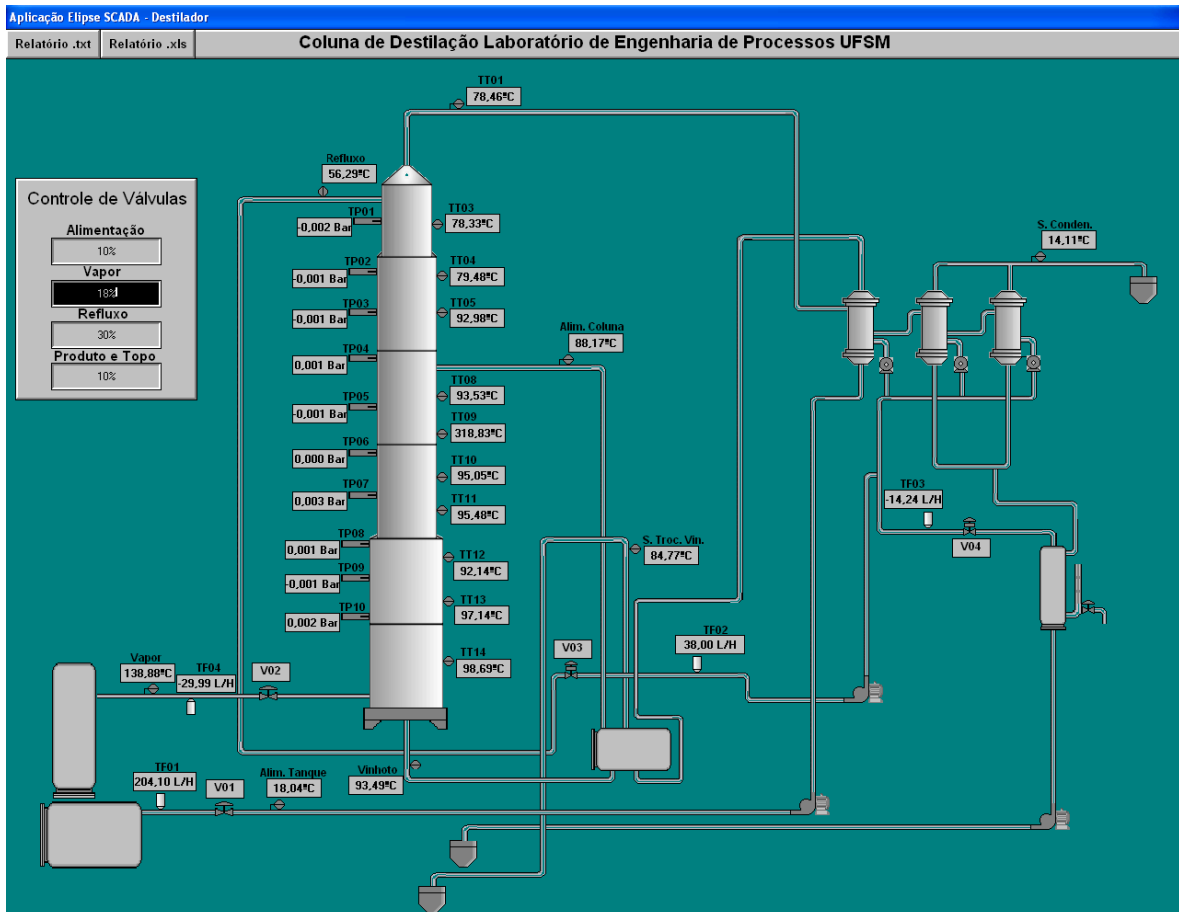 Aplicação Elipse SCADA - Destilador
Relatório .txt
Relatório .xls
Coluna de Destilação Laboratório de Engenharia de Processos UFSM
TT01
78,46ºC
Refluxo
56,29ºC
Controle de Válvulas
Alimentação
10%
Vapor
18%
Refluxo
30%
Produto e Topo
10%
TP01
-0,002 Bar
TT03
78,33ºC
S. Conden.
14,11ºC
TP02
-0,001 Bar
TT04
79,48ºC
TP03
-0,001 Bar
TT05
92,98ºC
Alim. Coluna
88,17ºC
TP04
0,001 Bar
TT08
93,53ºC
TP05
-0,001 Bar
TT09
318,83ºC
TP06
0,000 Bar
TT10
95,05ºC
TP07
0,003 Bar
TT11
95,48ºC
TF03
-14,24 L/H
V04
TP08
0,001 Bar
TT12
92,14ºC
S. Troc. Vin.
84,77ºC
TP09
-0,001 Bar
TT13
97,14ºC
TP10
0,002 Bar
TT14
98,69ºC
V03
TF02
38,00 L/H
Vapor
138,88ºC
TF04
-29,99 L/H
V02
TF01
204,10 L/H
V01
Alim. Tanque
18,04ºC
Vinhoto
93,49ºC